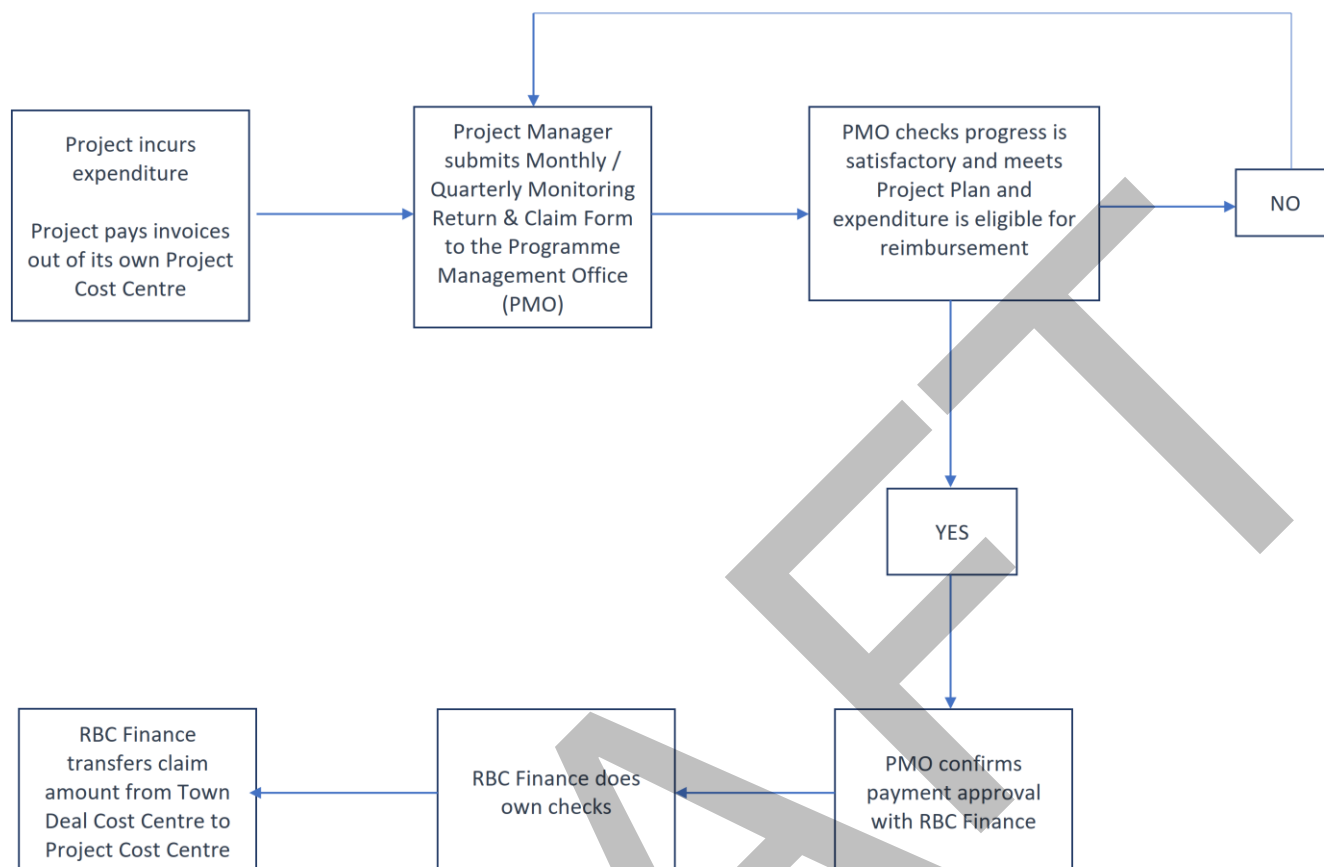 Project incurs
expenditure
Project pays invoices
out of its own Project
Cost Centre
Project Manager
submits Monthly /
Quarterly Monitoring
Return & Claim Form
to the Programme
Management Office
(PMO)
PMO checks progress is
satisfactory and meets
Project Plan and
expenditure is eligible for
reimbursement
NO
YES
PMO confirms
payment approval
with RBC Finance
RBC Finance does
own checks
RBC Finance
transfers claim
amount from Town
Deal Cost Centre to
Project Cost Centre